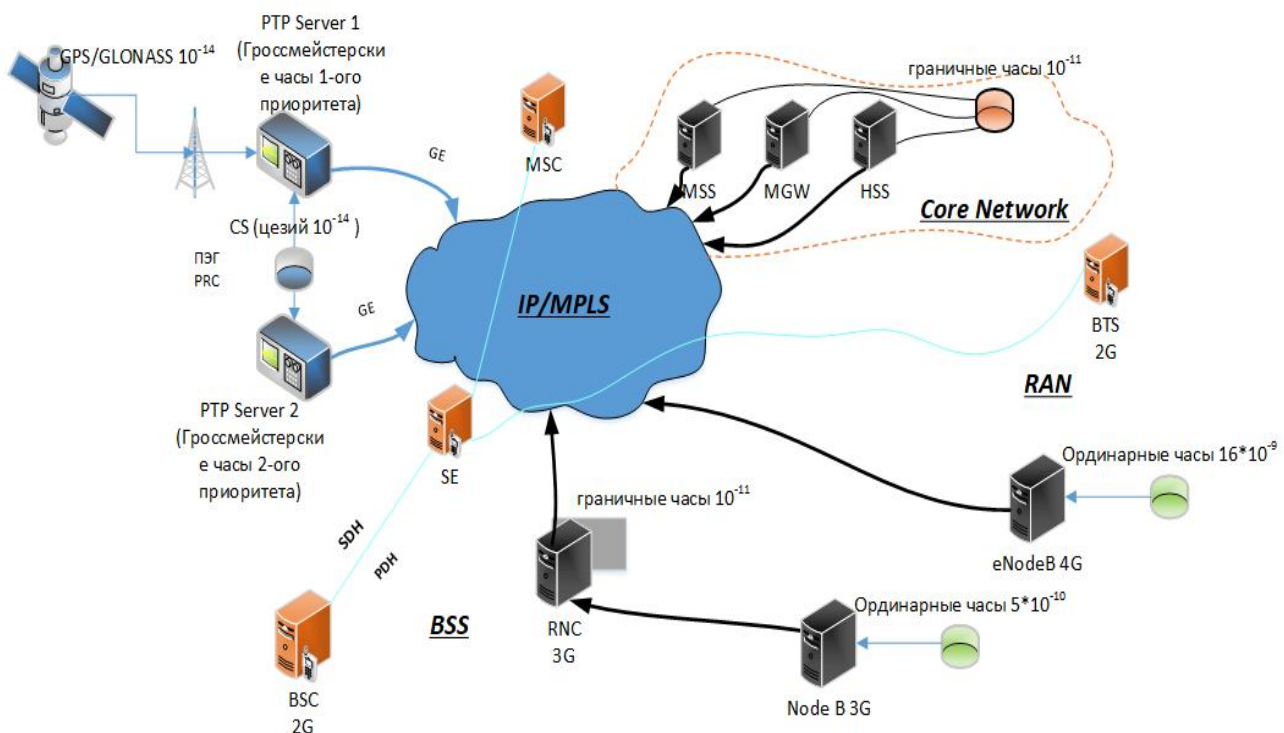 GPS/GLONASS 10⁻¹⁴
PTP Server 1
(Гроссмейстерски
е часы 1-ого
приоритета)
GE
MSC
граничные часы 10⁻¹¹
MSS
MGW
HSS
Core Network
CS (цезий 10⁻¹⁴ )
ПЭГ
PRC
GE
IP/MPLS
BTS
2G
RAN
PTP Server 2
(Гроссмейстерски
е часы 2-ого
приоритета)
SE
Ординарные часы 16*10⁻⁹
граничные часы 10⁻¹¹
SDH
PDH
eNodeB 4G
Ординарные часы 5*10⁻¹⁰
BSS
RNC
3G
BSC
2G
Node B 3G